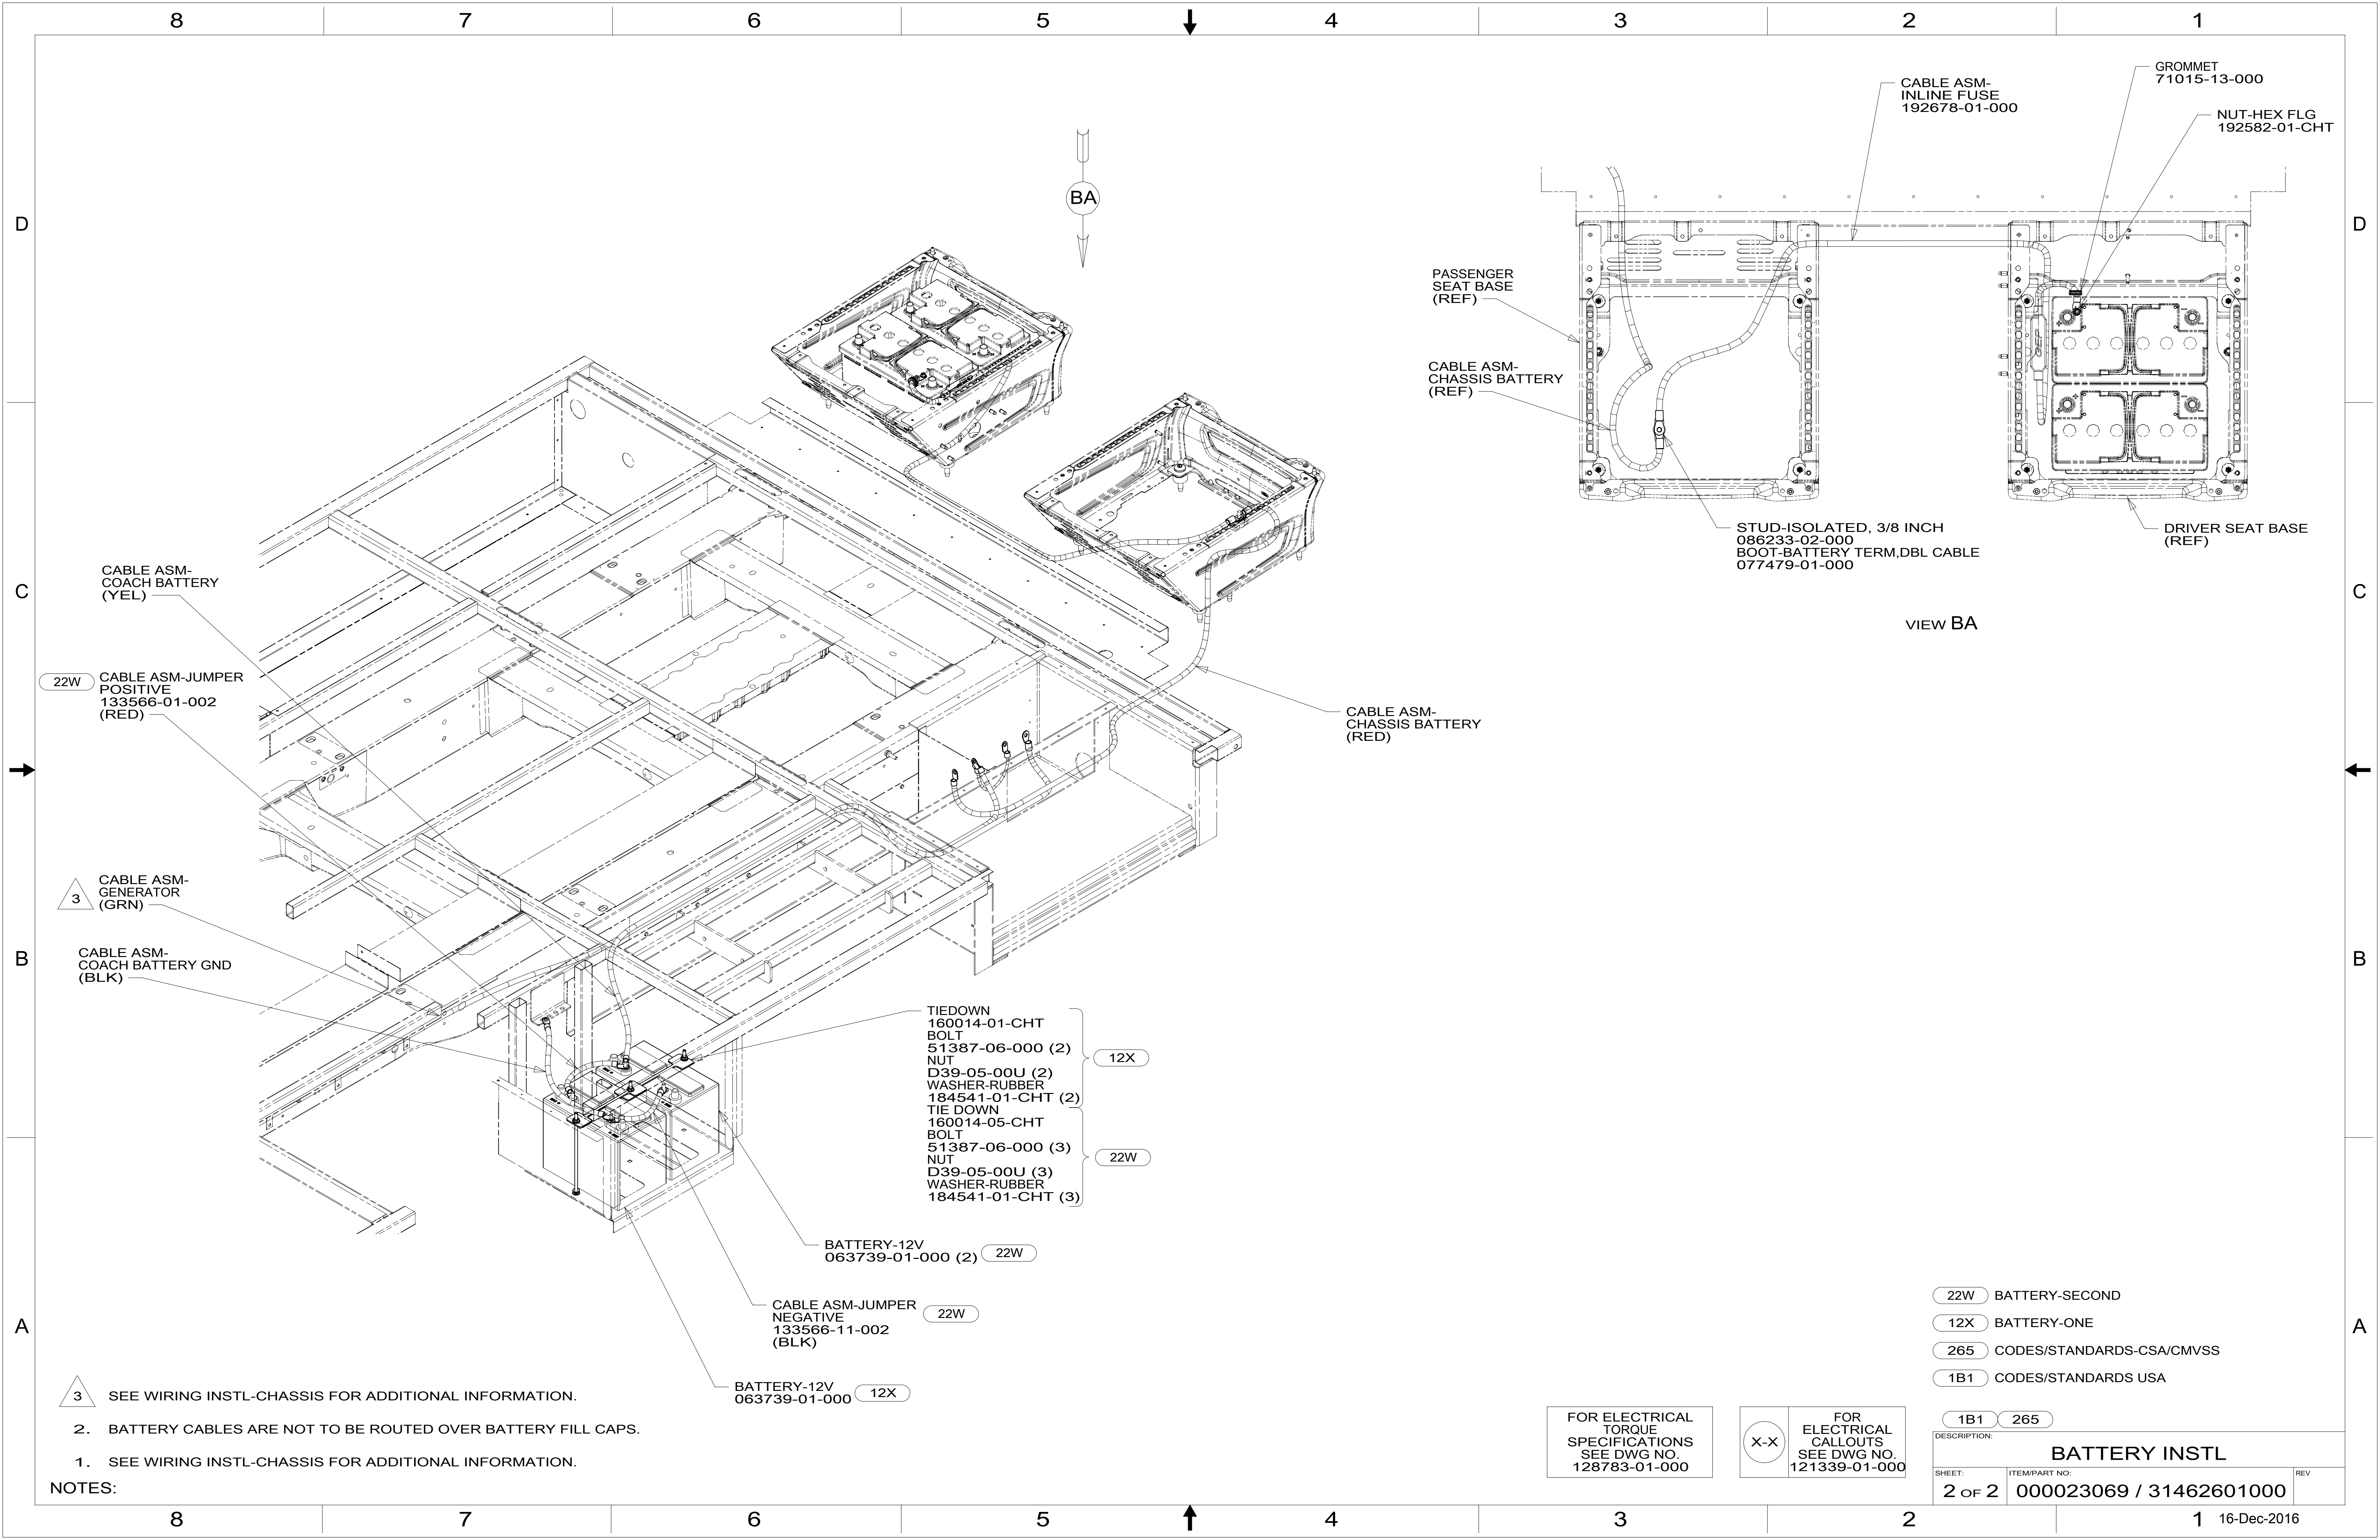 8 7 6 5 4 3 2 1
D
C
B
A
D
C
B
A
BA
GROMMET
71015-13-000
CABLE ASM-
INLINE FUSE
192678-01-000
NUT-HEX FLG
192582-01-CHT
PASSENGER
SEAT BASE
(REF)
CABLE ASM-
CHASSIS BATTERY
(REF)
STUD-ISOLATED, 3/8 INCH
086233-02-000
BOOT-BATTERY TERM,DBL CABLE
077479-01-000
DRIVER SEAT BASE
(REF)
VIEW BA
CABLE ASM-
COACH BATTERY
(YEL)
22W
CABLE ASM-JUMPER
POSITIVE
133566-01-002
(RED)
CABLE ASM-
CHASSIS BATTERY
(RED)
3
CABLE ASM-
GENERATOR
(GRN)
CABLE ASM-
COACH BATTERY GND
(BLK)
TIEDOWN
160014-01-CHT
BOLT
51387-06-000 (2)
NUT
D39-05-00U (2)
WASHER-RUBBER
184541-01-CHT (2)
12X
TIE DOWN
160014-05-CHT
BOLT
51387-06-000 (3)
NUT
D39-05-00U (3)
WASHER-RUBBER
184541-01-CHT (3)
22W
BATTERY-12V
063739-01-000 (2)
22W
CABLE ASM-JUMPER
NEGATIVE
133566-11-002
(BLK)
22W
BATTERY-12V
063739-01-000
12X
3 SEE WIRING INSTL-CHASSIS FOR ADDITIONAL INFORMATION.
2. BATTERY CABLES ARE NOT TO BE ROUTED OVER BATTERY FILL CAPS.
1. SEE WIRING INSTL-CHASSIS FOR ADDITIONAL INFORMATION.
NOTES:
22W BATTERY-SECOND
12X BATTERY-ONE
265 CODES/STANDARDS-CSA/CMVSS
1B1 CODES/STANDARDS USA
1B1 265
FOR ELECTRICAL
TORQUE
SPECIFICATIONS
SEE DWG NO.
128783-01-000
X-X
FOR
ELECTRICAL
CALLOUTS
SEE DWG NO.
121339-01-000
DESCRIPTION:
BATTERY INSTL
SHEET:
2 OF 2
ITEM/PART NO:
000023069 / 31462601000
REV
8 7 6 5 4 3 2 1
16-Dec-2016